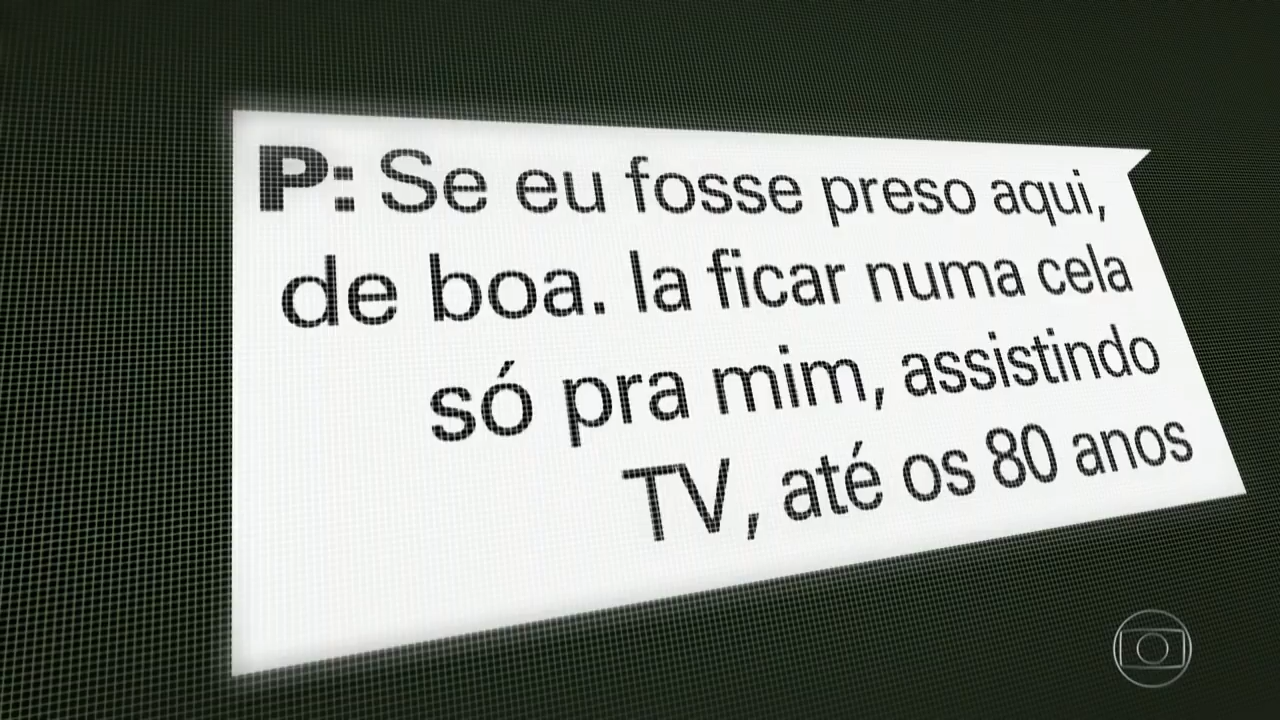 P: Se eu fosse preso aqui,
de boa. Ia ficar numa cela
só pra mim, assistindo
TV, até os 80 anos